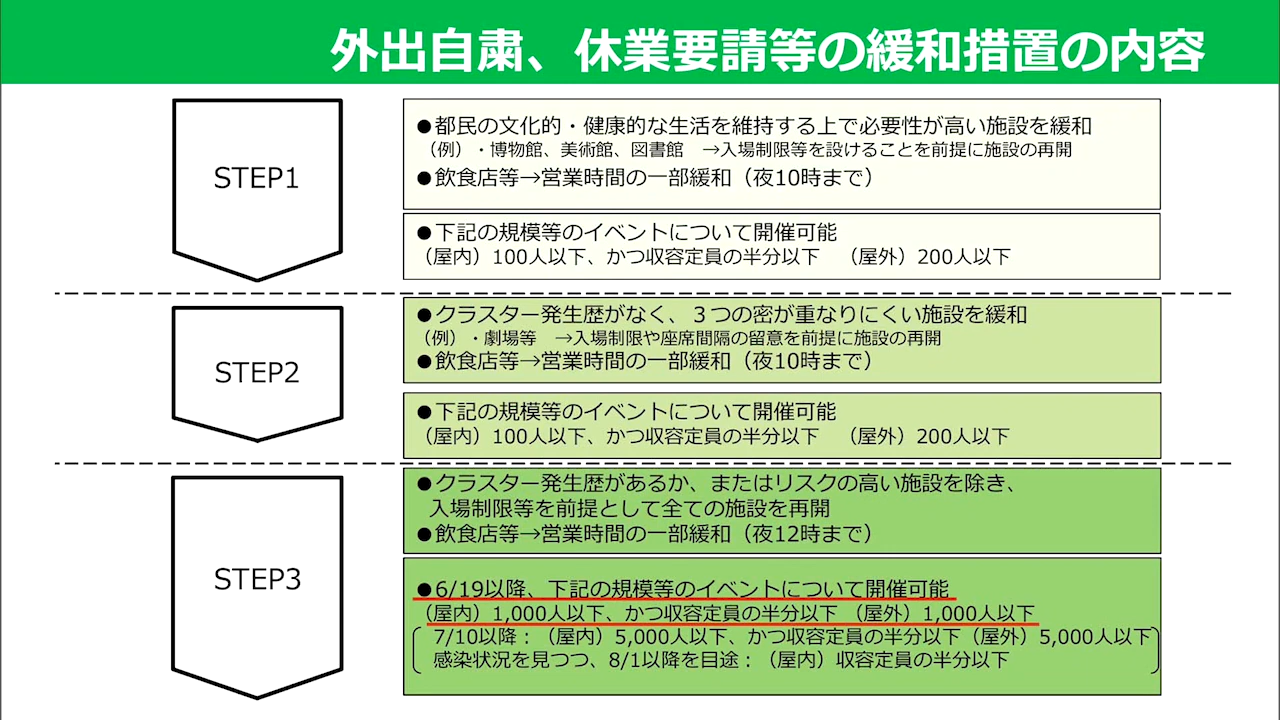 外出自粛、休業要請等の緩和措置の内容
STEP1
●都民の文化的・健康的な生活を維持する上で必要性が高い施設を緩和
（例）・博物館、美術館、図書館　→入場制限等を設けることを前提に施設の再開
●飲食店等→営業時間の一部緩和（夜10時まで）
●下記の規模等のイベントについて開催可能
（屋内）100人以下、かつ収容定員の半分以下　（屋外）200人以下
STEP2
●クラスター発生歴がなく、３つの密が重なりにくい施設を緩和
（例）・劇場等　→入場制限や座席間隔の留意を前提に施設の再開
●飲食店等→営業時間の一部緩和（夜10時まで）
●下記の規模等のイベントについて開催可能
（屋内）100人以下、かつ収容定員の半分以下　（屋外）200人以下
STEP3
●クラスター発生歴があるか、またはリスクの高い施設を除き、
入場制限等を前提として全ての施設を再開
●飲食店等→営業時間の一部緩和（夜12時まで）
●6/19以降、下記の規模等のイベントについて開催可能
（屋内）1,000人以下、かつ収容定員の半分以下 （屋外）1,000人以下
7/10以降：（屋内）5,000人以下、かつ収容定員の半分以下（屋外）5,000人以下
感染状況を見つつ、8/1以降を目途：（屋内）収容定員の半分以下